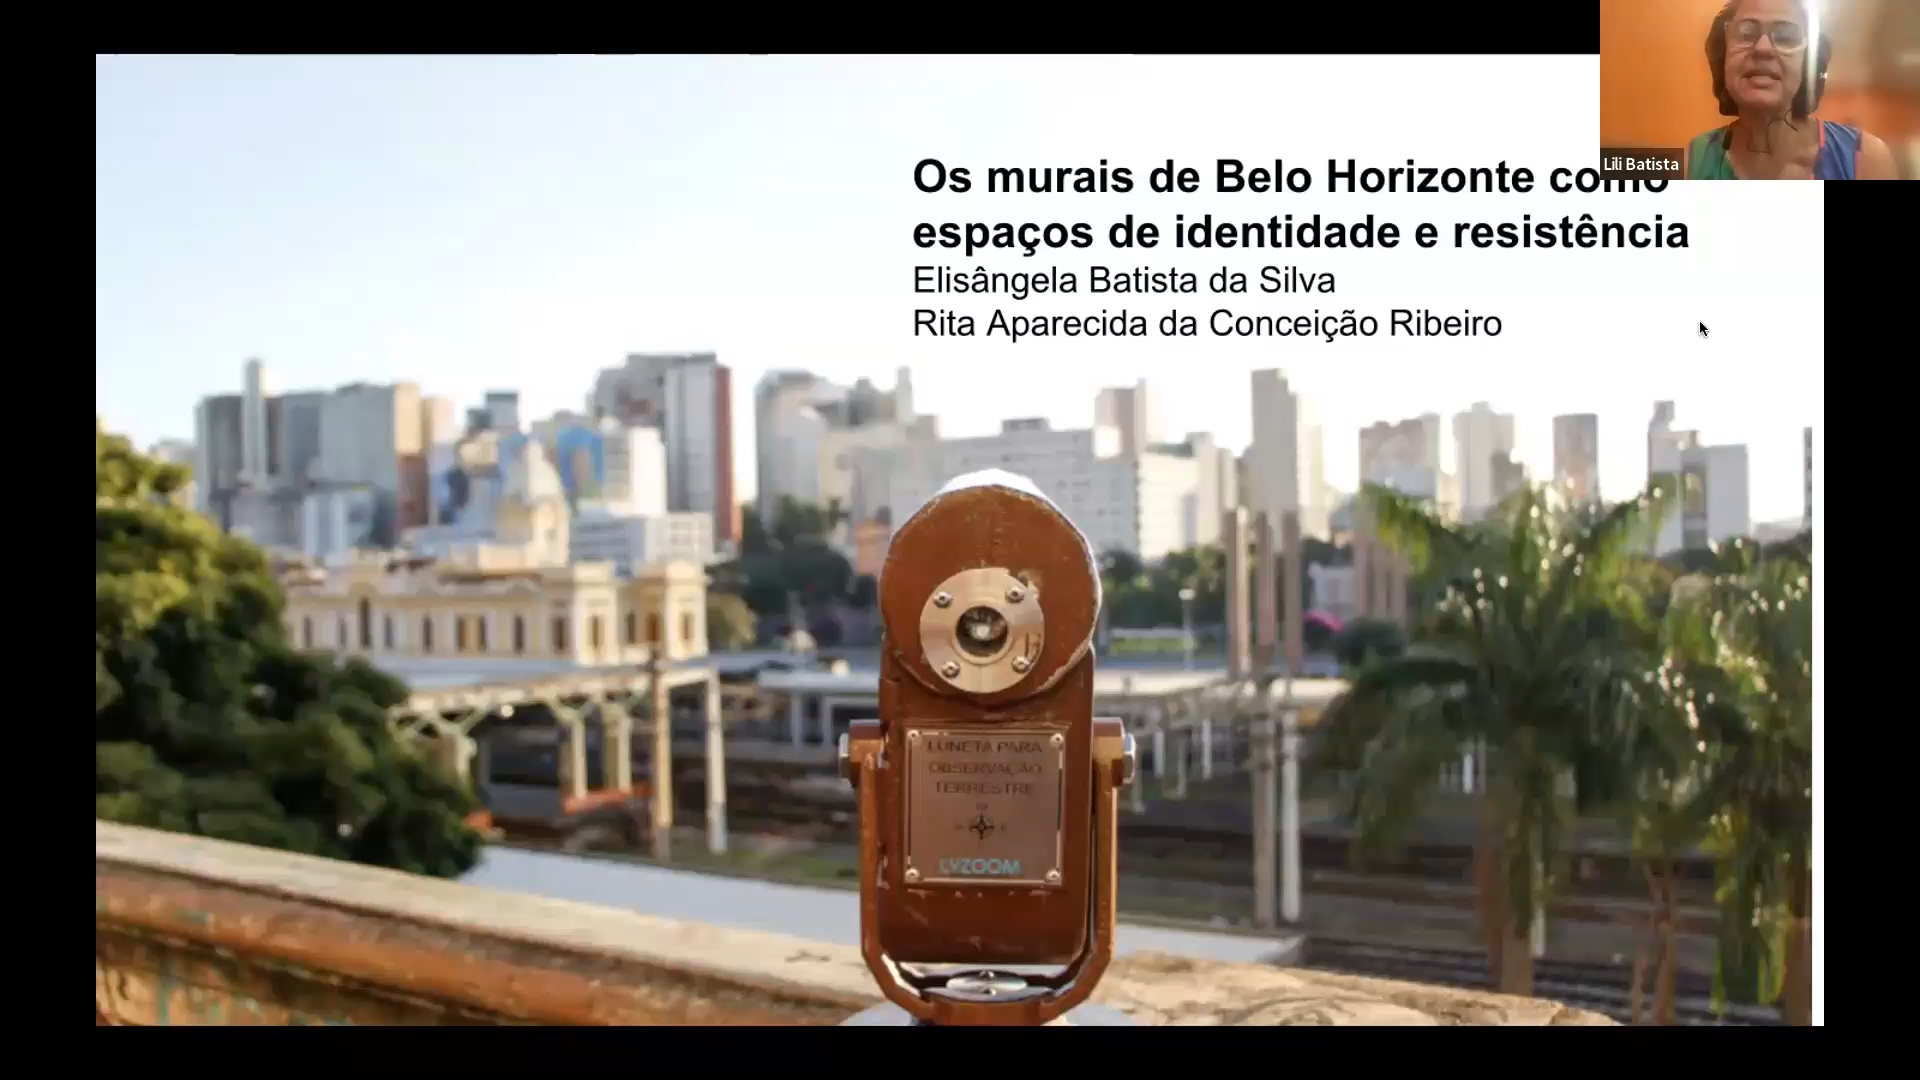 Os murais de Belo Horizonte como
espaços de identidade e resistência
Elisângela Batista da Silva
Rita Aparecida da Conceição Ribeiro
Lili Batista
LUNETA PARA
OBSERVAÇÃO
TERRESTRE
LYZOOM